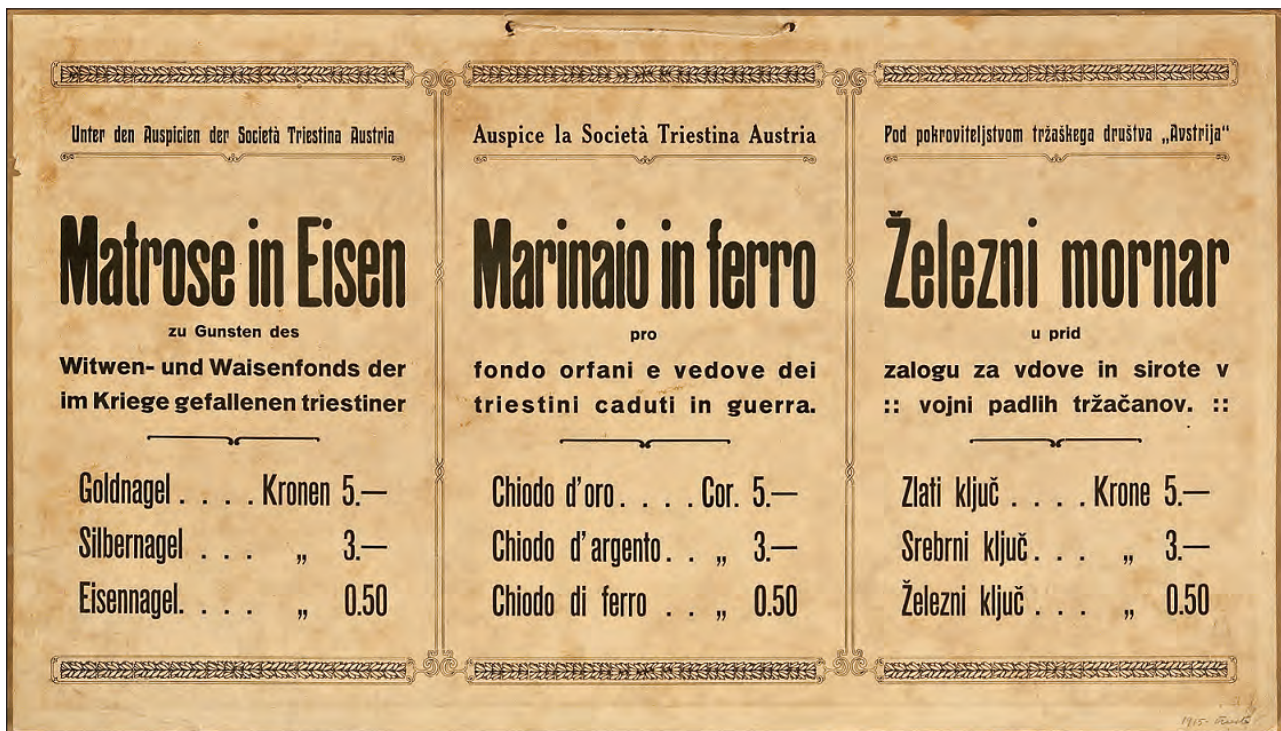 Unter den Auspicien der Società Triestina Austria
Matrose in Eisen
zu Gunsten des
Witwen- und Waisenfonds der
im Kriege gefallenen triestiner
Goldnagel . . . . Kronen 5.—
Silbernagel . . . „ 3.—
Eisennagel. . . . „ 0.50
Auspice la Società Triestina Austria
Marinaio in ferro
pro
fondo orfani e vedove dei
triestini caduti in guerra.
Chiodo d'oro. . . . Cor. 5.—
Chiodo d'argento. . „ 3.—
Chiodo di ferro . . „ 0.50
Pod pokroviteljstvom tržaškega društva „Avstrija“
Železni mornar
u prid
zalogu za vdove in sirote v
:: vojni padlih tržačanov. ::
Zlati ključ . . . . Krone 5.—
Srebrni ključ. . . „ 3.—
Železni ključ . . . „ 0.50
1915- Trieste